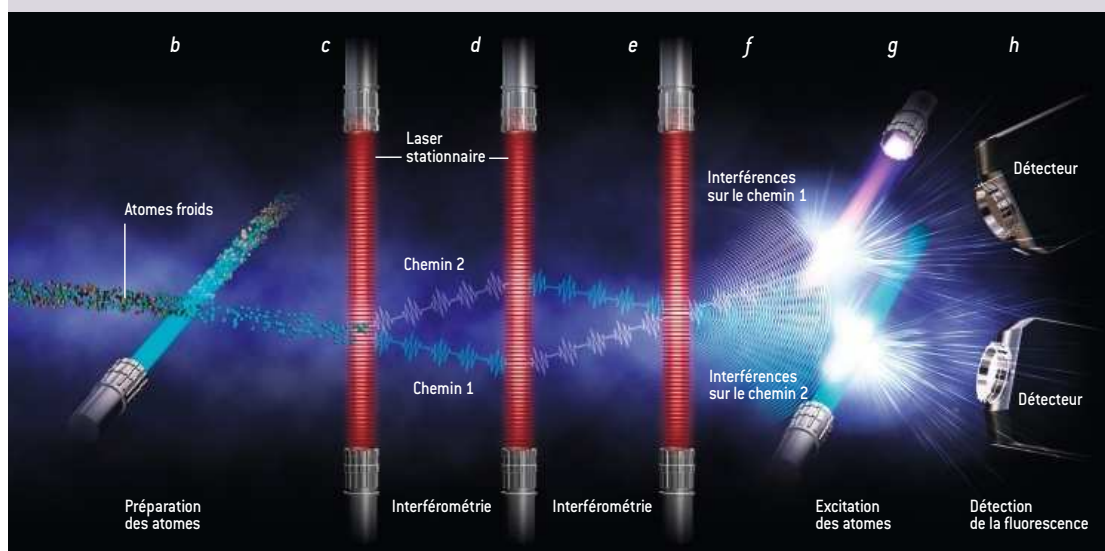 b
c
d
e
f
g
h
Laser
stationnaire
Atomes froids
Chemin 2
Chemin 1
Interférences
sur le chemin 1
Interférences
sur le chemin 2
Détecteur
Détecteur
Préparation
des atomes
Interférométrie
Interférométrie
Excitation
des atomes
Détection
de la fluorescence